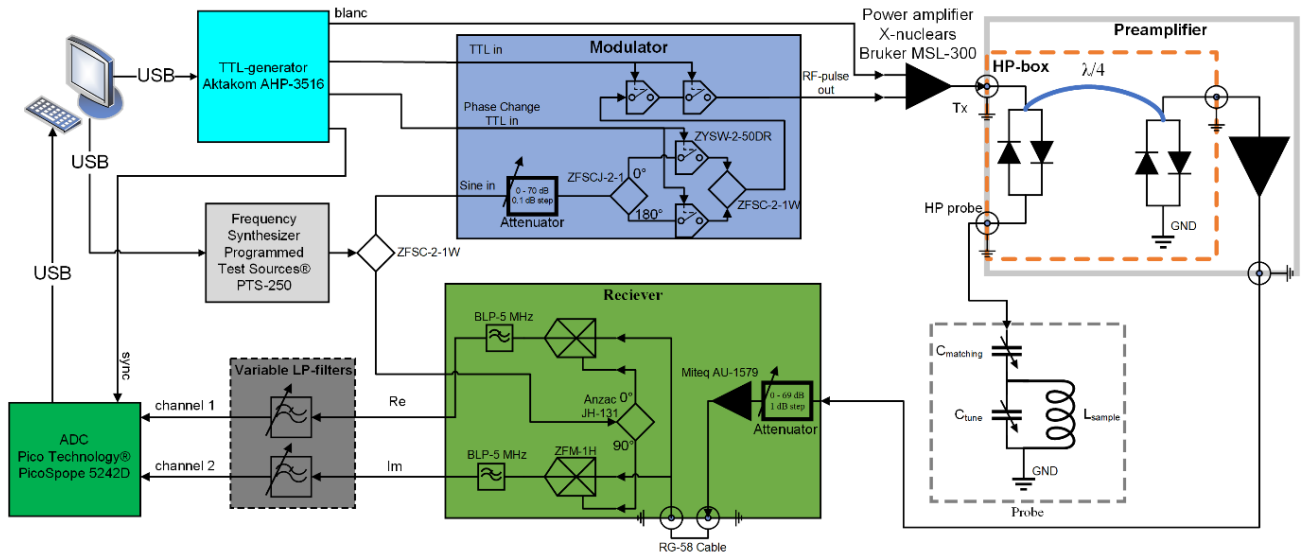 USB
TTL-generator
Aktakom AHP-3516
blanc
TTL in
Modulator
Phase Change
TTL in
ZYSW-2-50DR
Sine in
0 - 70 dB
0.1 dB step
Attenuator
ZFSCJ-2-1
0°
180°
ZFSC-2-1W
RF-pulse
out
Power amplifier
X-nuclears
Bruker MSL-300
Preamplifier
HP-box
λ/4
Tx
HP probe
GND
USB
USB
Frequency
Synthesizer
Programmed
Test Sources®
PTS-250
ZFSC-2-1W
sync
Reciever
BLP-5 MHz
Anzac
JH-131
0°
90°
Miteq AU-1579
0 - 69 dB
1 dB step
Attenuator
BLP-5 MHz
ZFM-1H
RG-58 Cable
Variable LP-filters
Re
Im
channel 1
channel 2
ADC
Pico Technology®
PicoSpope 5242D
Cmatching
Ctune
Lsample
GND
Probe